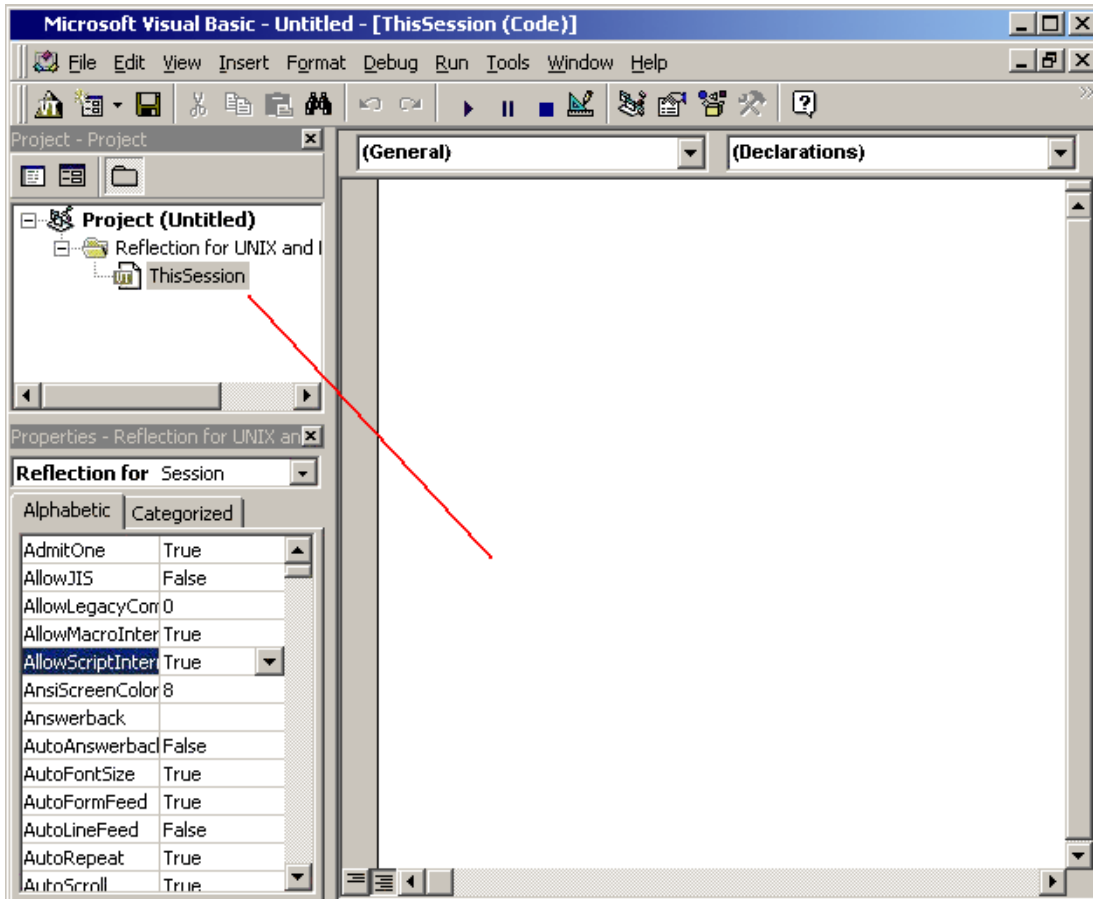 Microsoft Visual Basic - Untitled - [ThisSession (Code)]
File Edit View Insert Format Debug Run Tools Window Help
Project - Project
(General) (Declarations)
Project (Untitled)
Reflection for UNIX and
ThisSession
Properties - Reflection for UNIX an
Reflection for Session
Alphabetic Categorized
AdmitOne True
AllowJIS False
AllowLegacyCom 0
AllowMacroInter True
AllowScriptInter True
AnsiScreenColor 8
Answerback
AutoAnswerback False
AutoFontSize True
AutoFormFeed True
AutoLineFeed False
AutoRepeat True
AutoScroll True